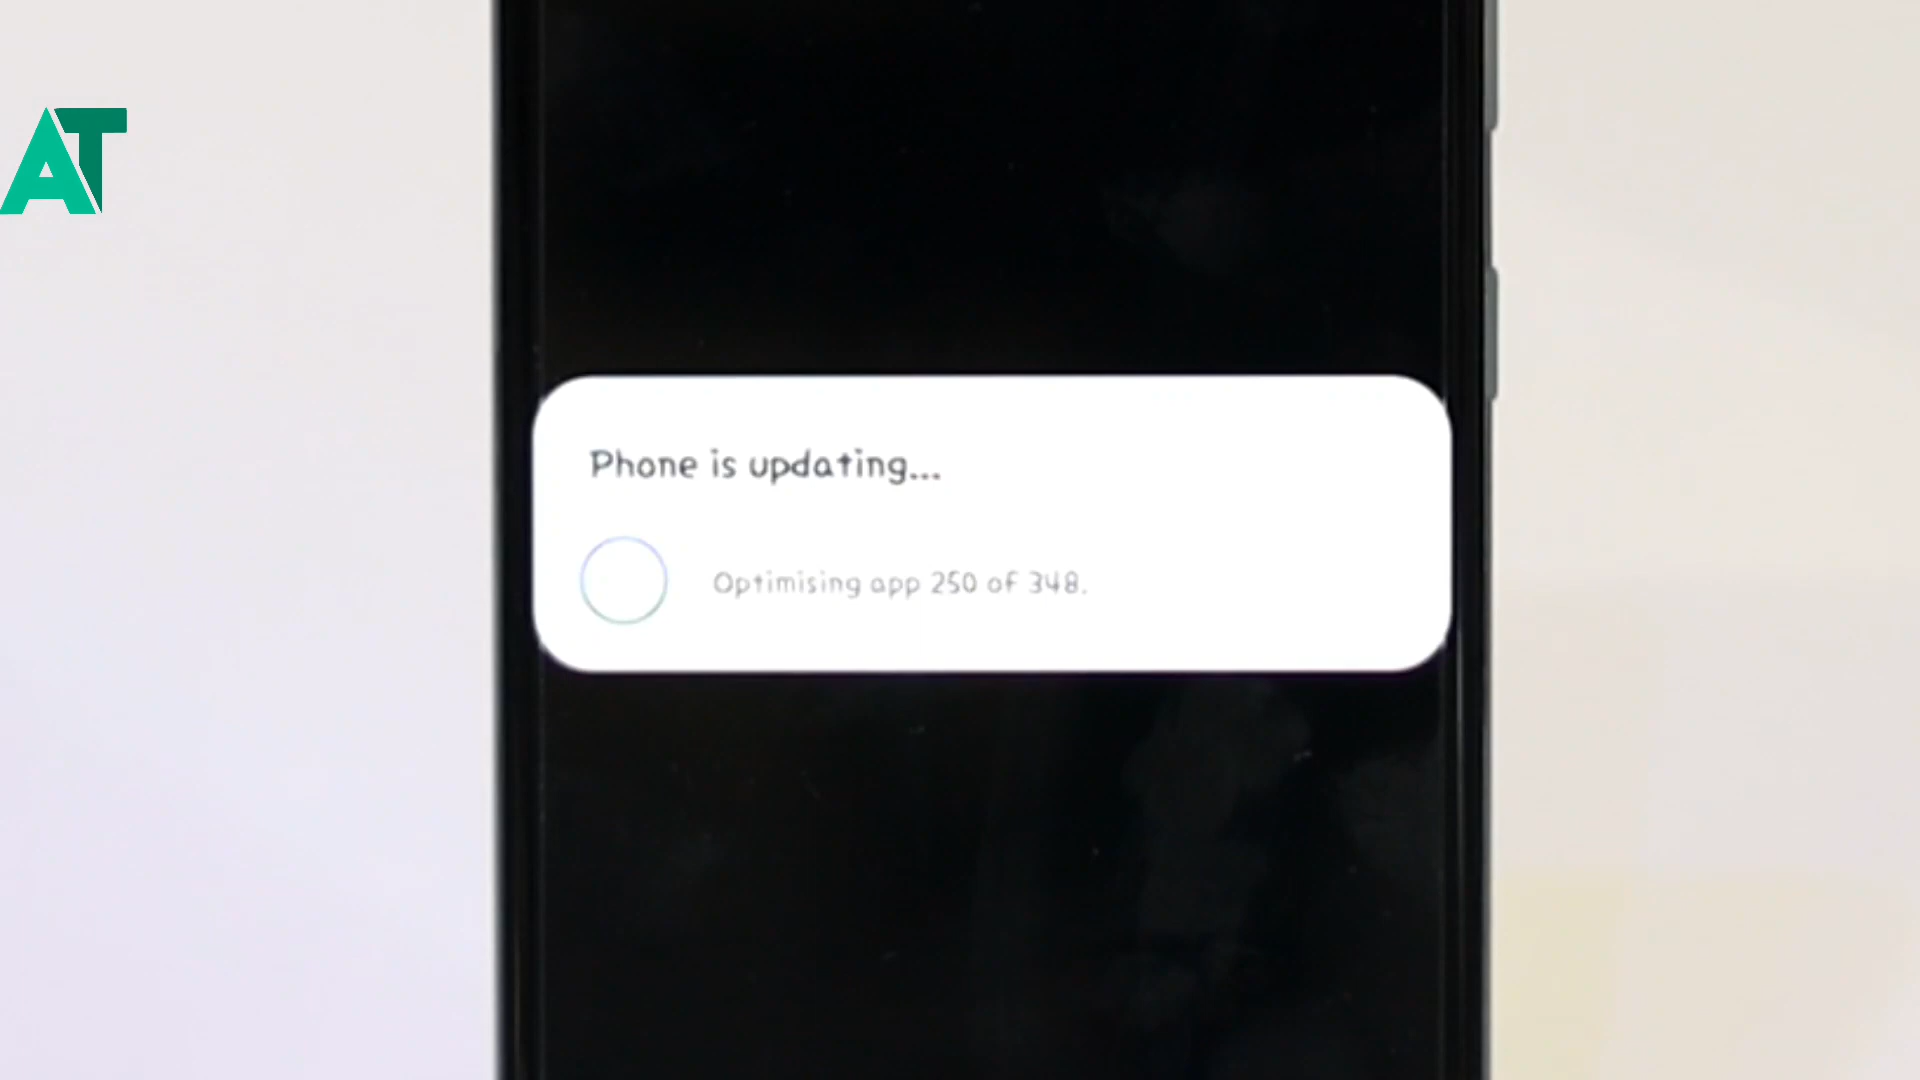 AT
Phone is updating...
Optimising app 250 of 348.